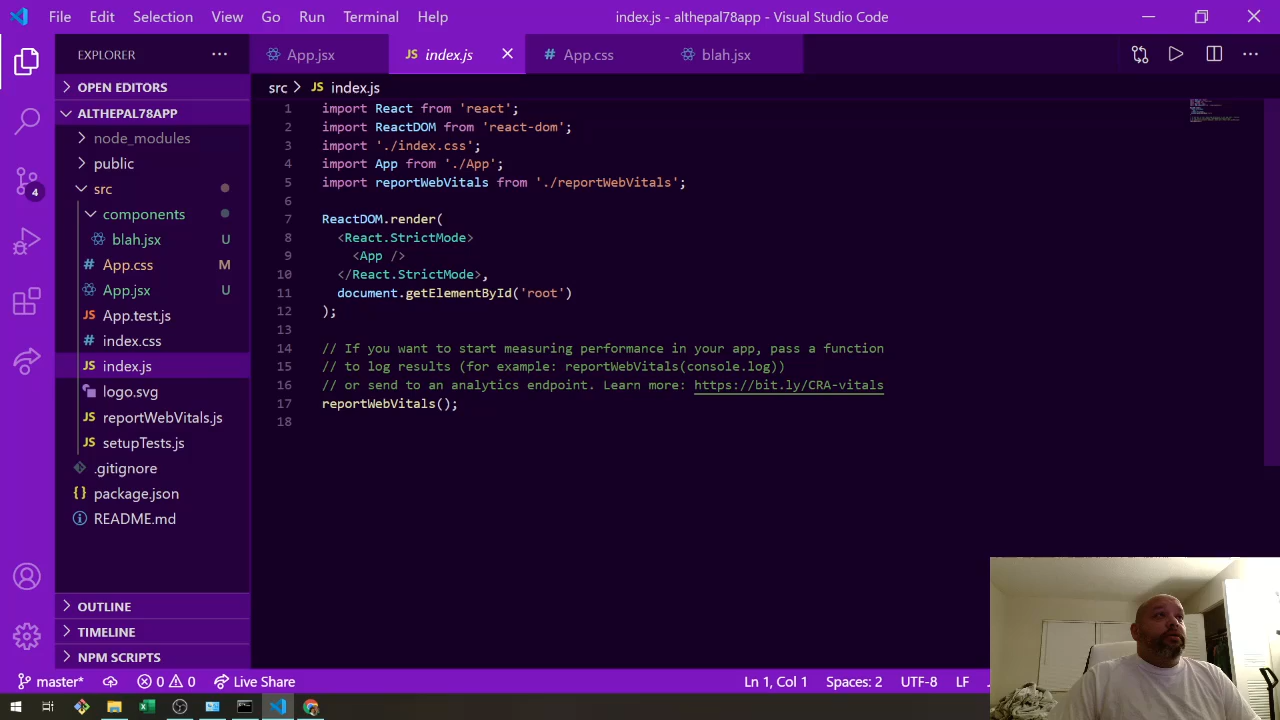 File Edit Selection View Go Run Terminal Help
index.js - althepal78app - Visual Studio Code
EXPLORER
App.jsx
JS index.js
# App.css
blah.jsx
OPEN EDITORS
ALTHEPAL78APP
node_modules
public
src
components
blah.jsx U
# App.css M
App.jsx U
JS App.test.js
# index.css
JS index.js
logo.svg
JS reportWebVitals.js
JS setupTests.js
.gitignore
{} package.json
README.md
OUTLINE
TIMELINE
NPM SCRIPTS
4
src > JS index.js
1 import React from 'react';
2 import ReactDOM from 'react-dom';
3 import './index.css';
4 import App from './App';
5 import reportWebVitals from './reportWebVitals';
6
7 ReactDOM.render(
8 <React.StrictMode>
9 <App />
10 </React.StrictMode>,
11 document.getElementById('root')
12 );
13
14 // If you want to start measuring performance in your app, pass a function
15 // to log results (for example: reportWebVitals(console.log))
16 // or send to an analytics endpoint. Learn more: https://bit.ly/CRA-vitals
17 reportWebVitals();
18
master* 0 0 Live Share
Ln 1, Col 1 Spaces: 2 UTF-8 LF